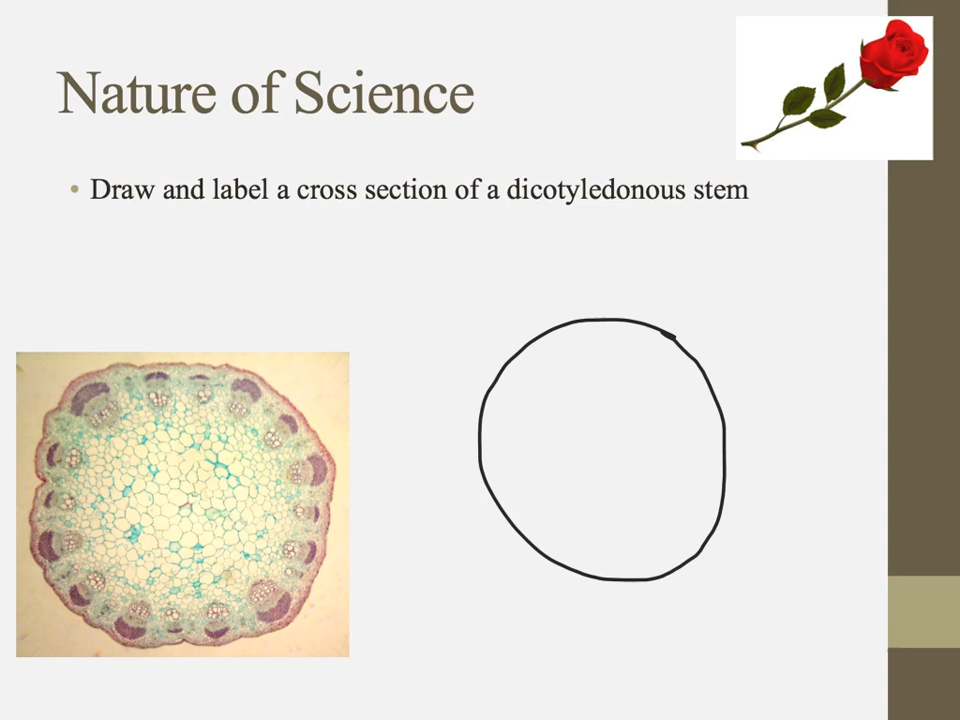 Nature of Science
• Draw and label a cross section of a dicotyledonous stem